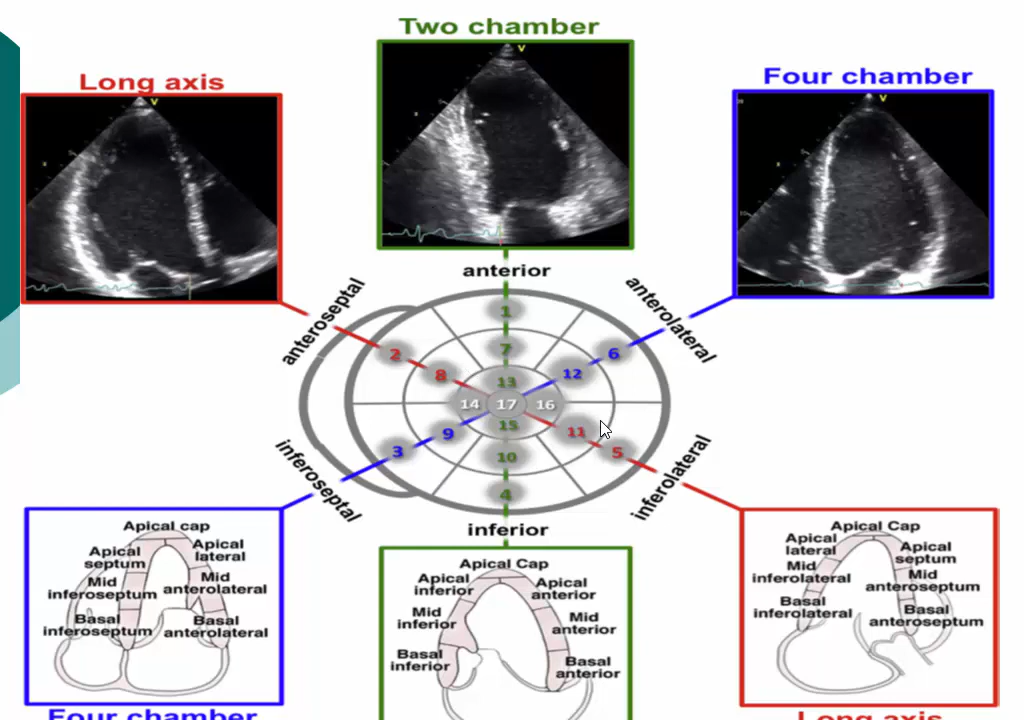 Two chamber
Long axis
Four chamber
V
V
V
anterior
anteroseptal
anterolateral
1
2
6
7
8
12
13
14
17
16
15
9
11
3
10
5
4
inferoseptal
inferolateral
inferior
Apical cap
Apical
septum
Apical
lateral
Mid
inferoseptum
Mid
anterolateral
Basal
inferoseptum
Basal
anterolateral
Four chamber
Apical Cap
Apical
inferior
Apical
anterior
Mid
inferior
Mid
anterior
Basal
inferior
Basal
anterior
Apical Cap
Apical
lateral
Apical
septum
Mid
inferolateral
Mid
anteroseptum
Basal
inferolateral
Basal
anteroseptum
Long axis